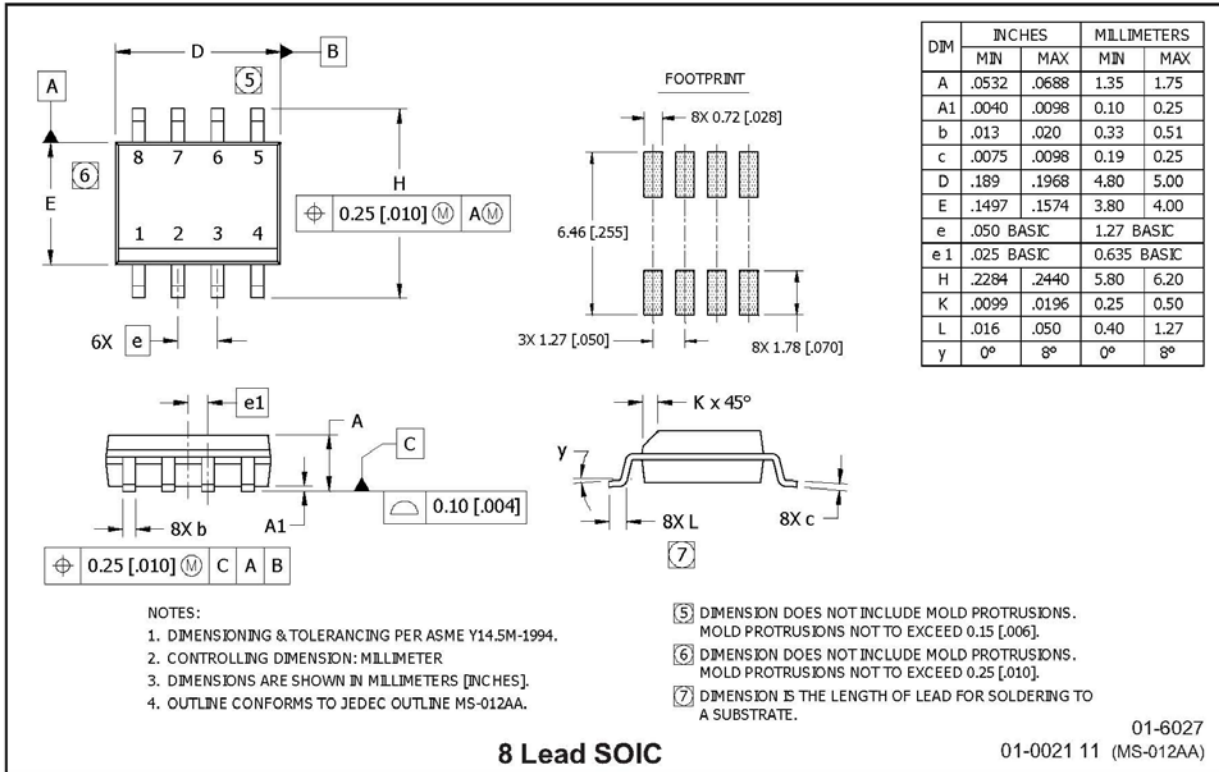 D
B
5
A
6
8 7 6 5
E
H
⌖ 0.25 [.010] Ⓜ A Ⓜ
1 2 3 4
6X e
FOOTPRINT
8X 0.72 [.028]
6.46 [.255]
3X 1.27 [.050]
8X 1.78 [.070]
DIM INCHES MILLIMETERS
MIN MAX MIN MAX
A .0532 .0688 1.35 1.75
A1 .0040 .0098 0.10 0.25
b .013 .020 0.33 0.51
c .0075 .0098 0.19 0.25
D .189 .1968 4.80 5.00
E .1497 .1574 3.80 4.00
e .050 BASIC 1.27 BASIC
e 1 .025 BASIC 0.635 BASIC
H .2284 .2440 5.80 6.20
K .0099 .0196 0.25 0.50
L .016 .050 0.40 1.27
y 0° 8° 0° 8°
e1
A
C
0.10 [.004]
8X b
A1
⌖ 0.25 [.010] Ⓜ C A B
K x 45°
y
8X L
8X c
7
NOTES:
1. DIMENSIONING & TOLERANCING PER ASME Y14.5M-1994.
2. CONTROLLING DIMENSION: MILLIMETER
3. DIMENSIONS ARE SHOWN IN MILLIMETERS [INCHES].
4. OUTLINE CONFORMS TO JEDEC OUTLINE MS-012AA.
5 DIMENSION DOES NOT INCLUDE MOLD PROTRUSIONS.
MOLD PROTRUSIONS NOT TO EXCEED 0.15 [.006].
6 DIMENSION DOES NOT INCLUDE MOLD PROTRUSIONS.
MOLD PROTRUSIONS NOT TO EXCEED 0.25 [.010].
7 DIMENSION IS THE LENGTH OF LEAD FOR SOLDERING TO
A SUBSTRATE.
8 Lead SOIC
01-6027
01-0021 11 (MS-012AA)